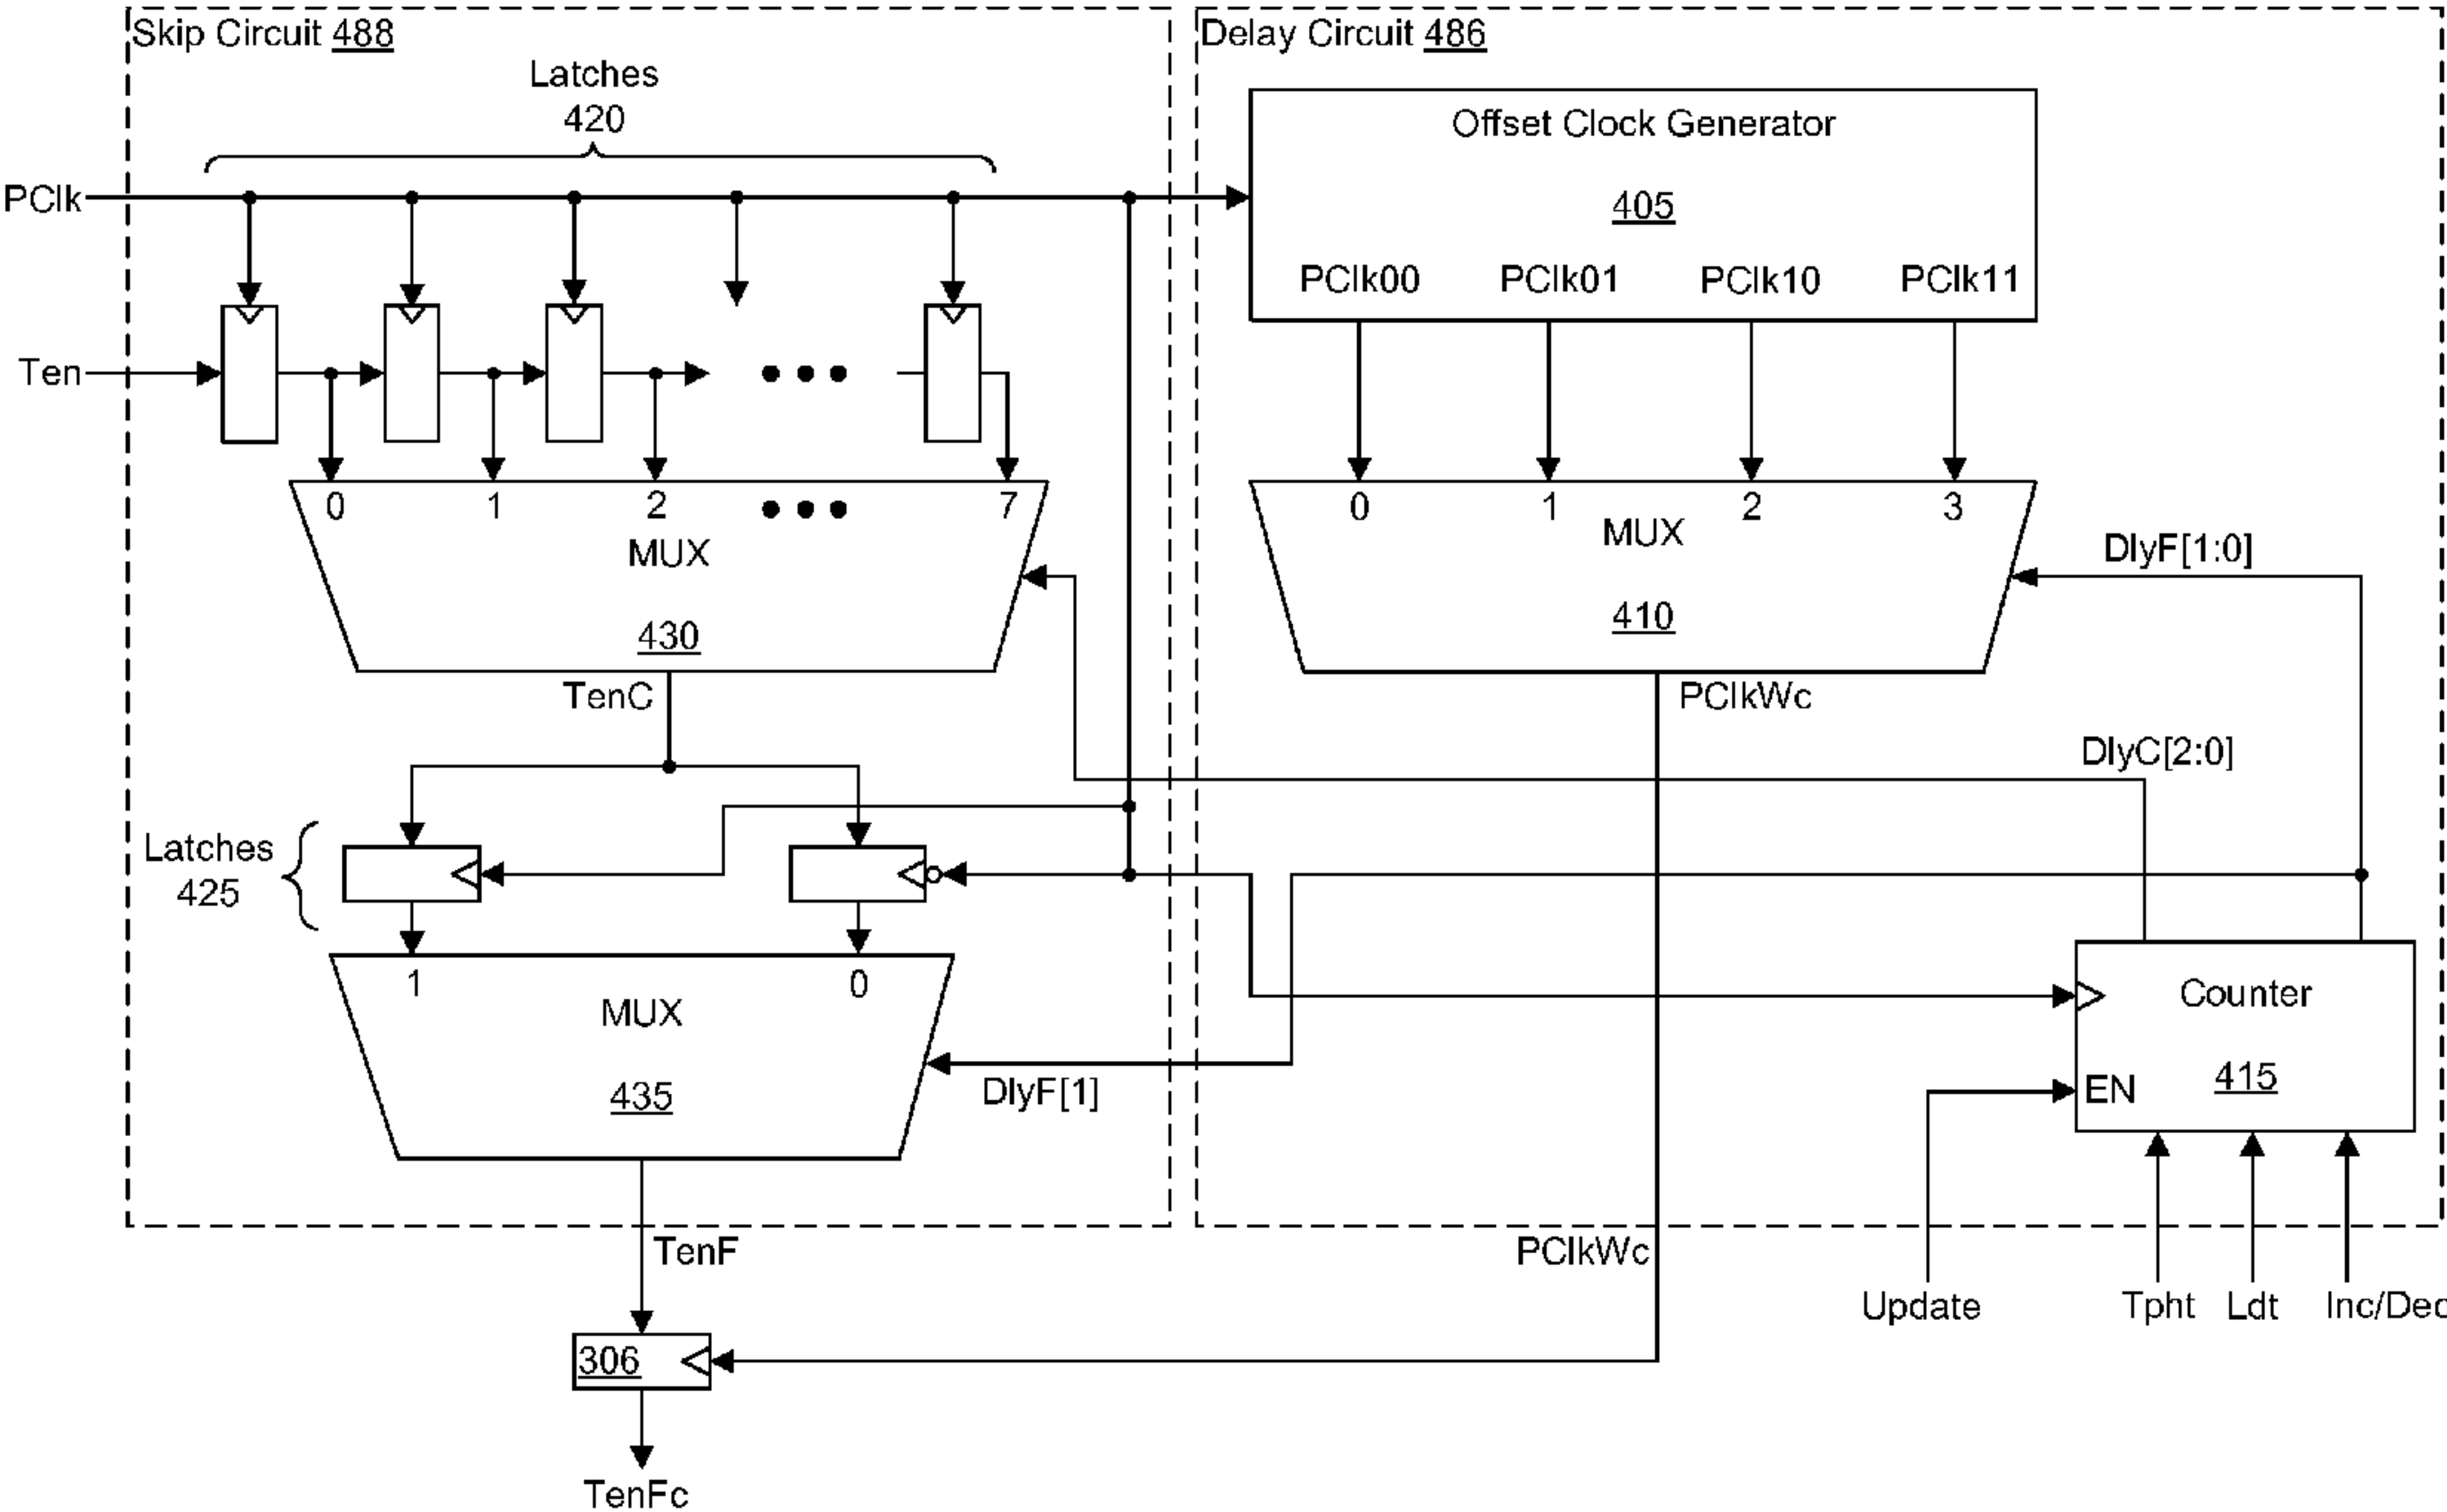 Skip Circuit 488
Delay Circuit 486
Latches
420
Offset Clock Generator
405
PClk
PClk00 PClk01 PClk10 PClk11
Ten
0 1 2 7
MUX
430
0 1 2 3
MUX
410
DlyF[1:0]
TenC
PClkWc
DlyC[2:0]
Latches
425
1 0
MUX
435
DlyF[1]
Counter
415
EN
TenF
PClkWc
Update
Tpht Ldt Inc/Dec
306
TenFc